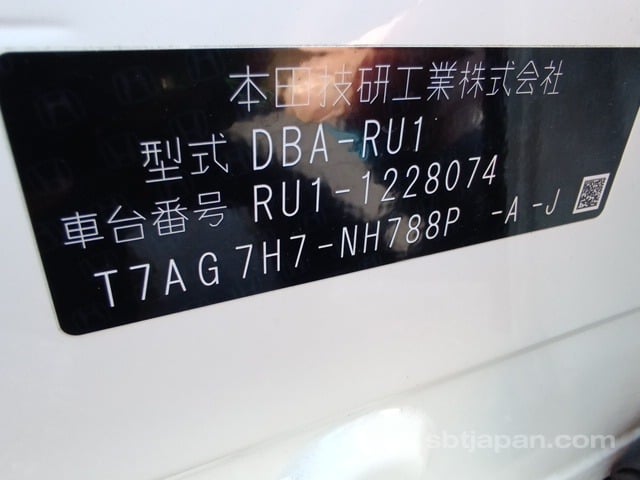 本田技研工業株式会社
型式 DBA-RU1
車台番号 RU1-1228074
T7AG 7H7-NH788P -A -J
sbtjapan.com